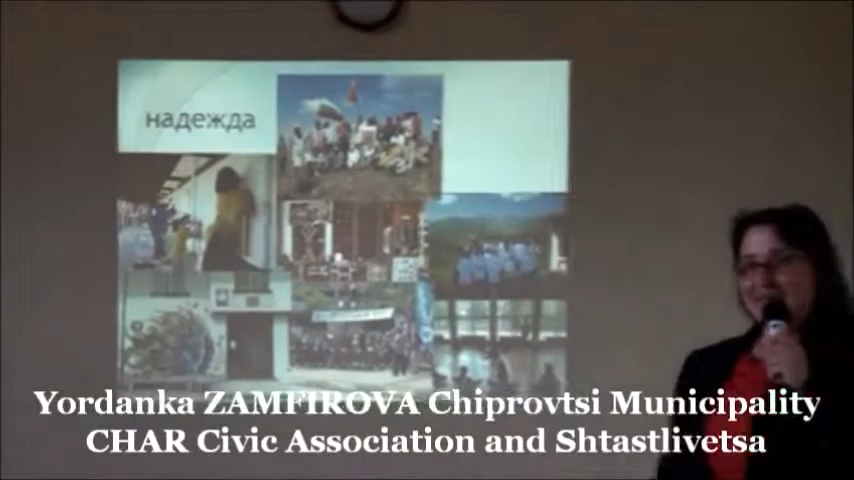 надежда
Yordanka ZAMFIROVA Chiprovtsi Municipality
CHAR Civic Association and Shtastlivetsa